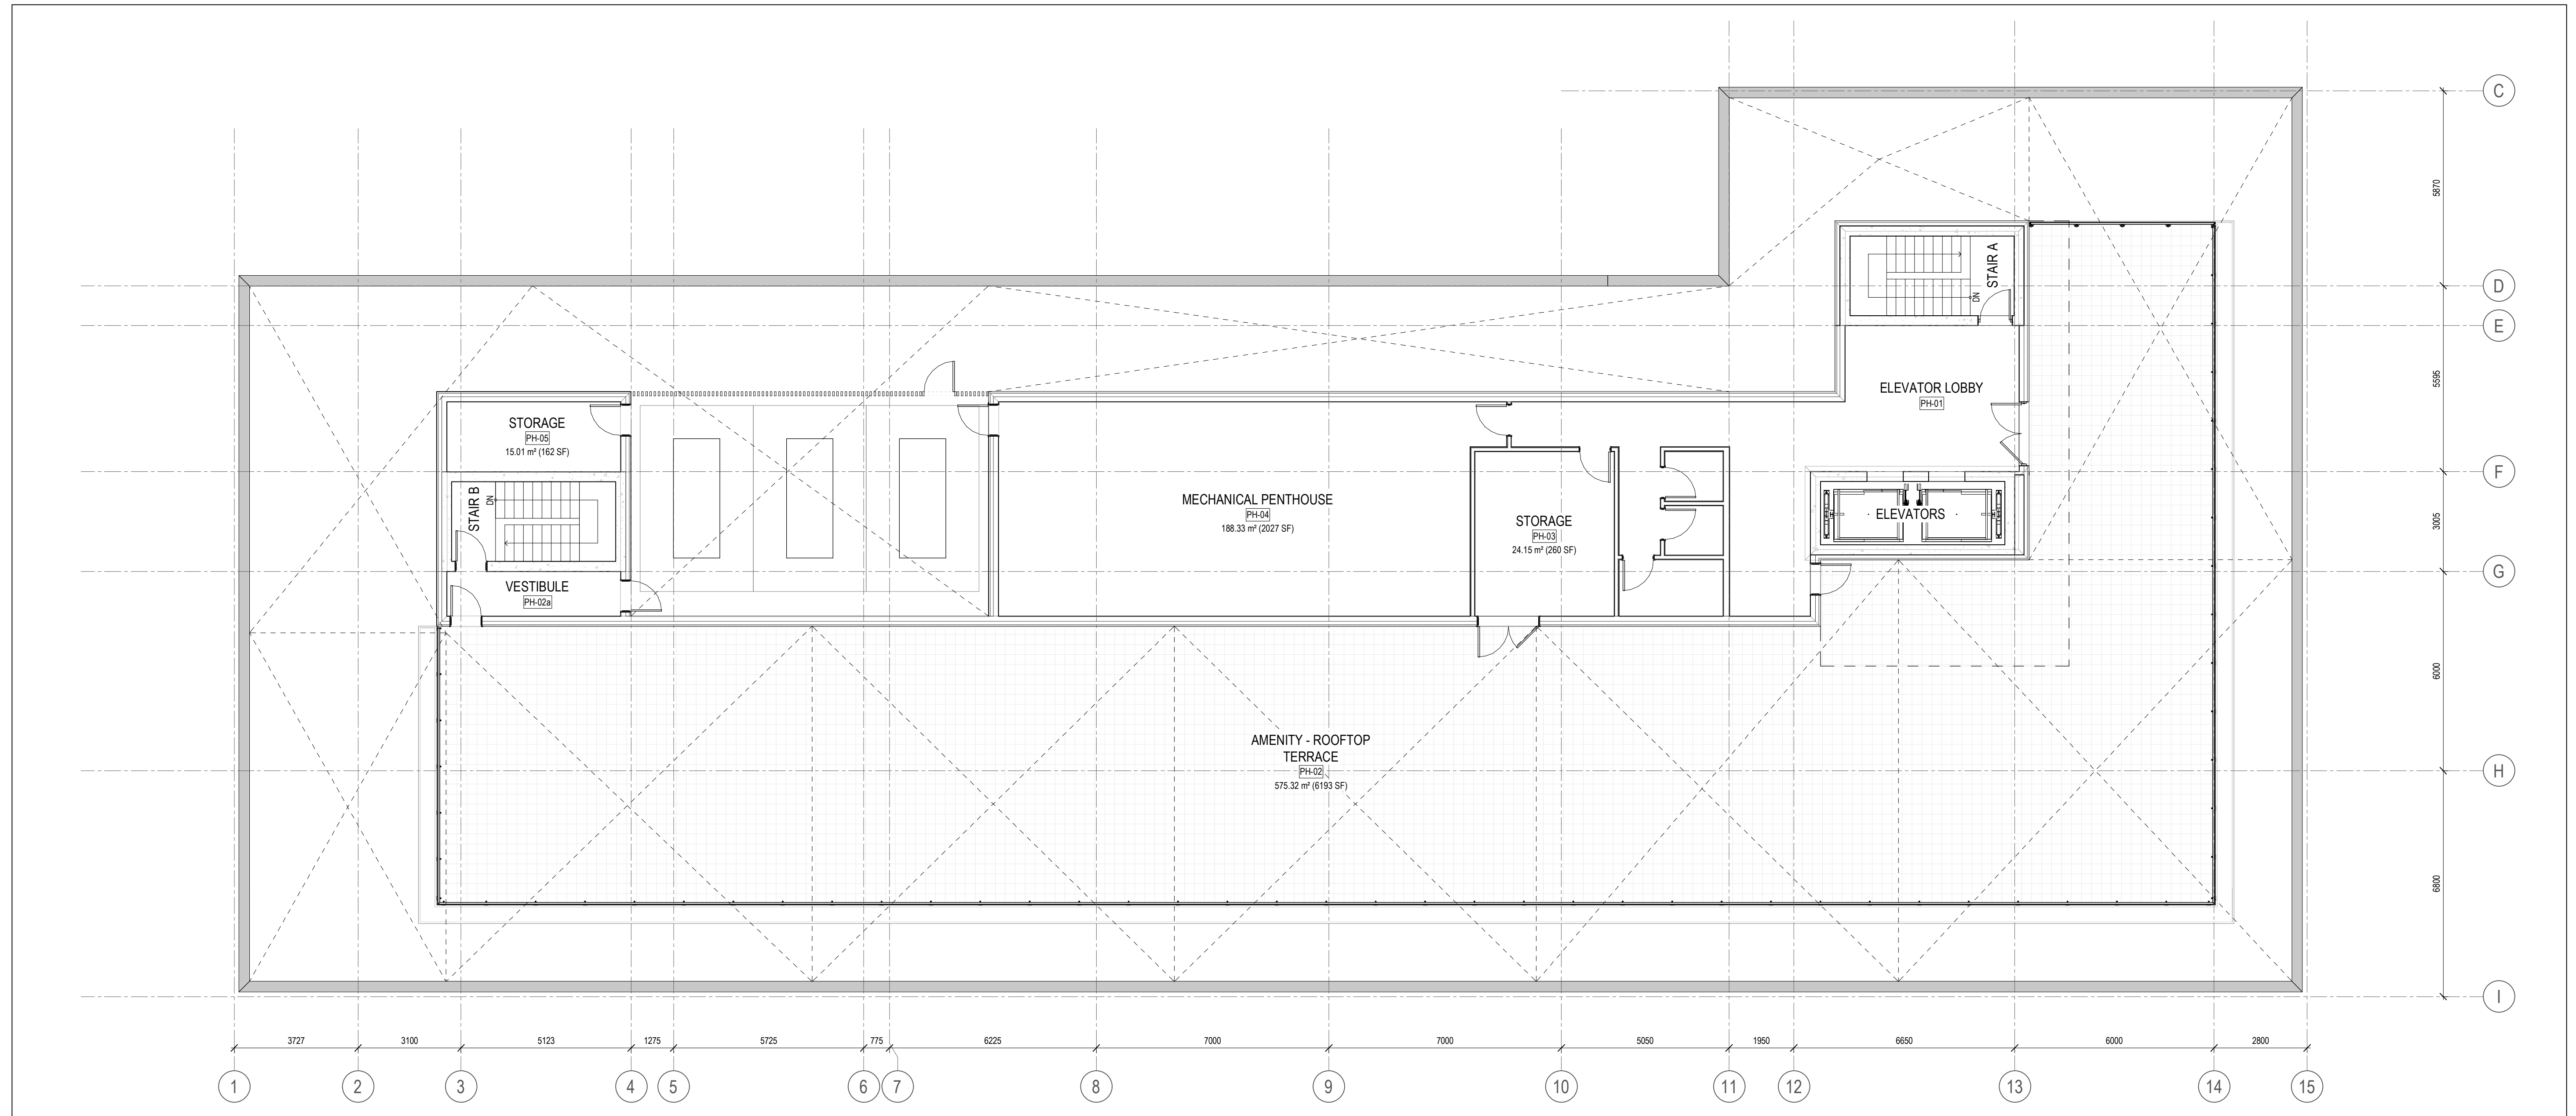 C
5870
STAIR A
DN
D
E
ELEVATOR LOBBY
PH-01
5595
STORAGE
PH-05
15.01 m² (162 SF)
F
STAIR B
DN
MECHANICAL PENTHOUSE
PH-04
188.33 m² (2027 SF)
STORAGE
PH-03
24.15 m² (260 SF)
ELEVATORS
3005
VESTIBULE
PH-02a
G
6000
AMENITY - ROOFTOP
TERRACE
PH-02
575.32 m² (6193 SF)
H
6800
I
3727 3100 5123 1275 5725 775 6225 7000 7000 5050 1950 6650 6000 2800
1 2 3 4 5 6 7 8 9 10 11 12 13 14 15